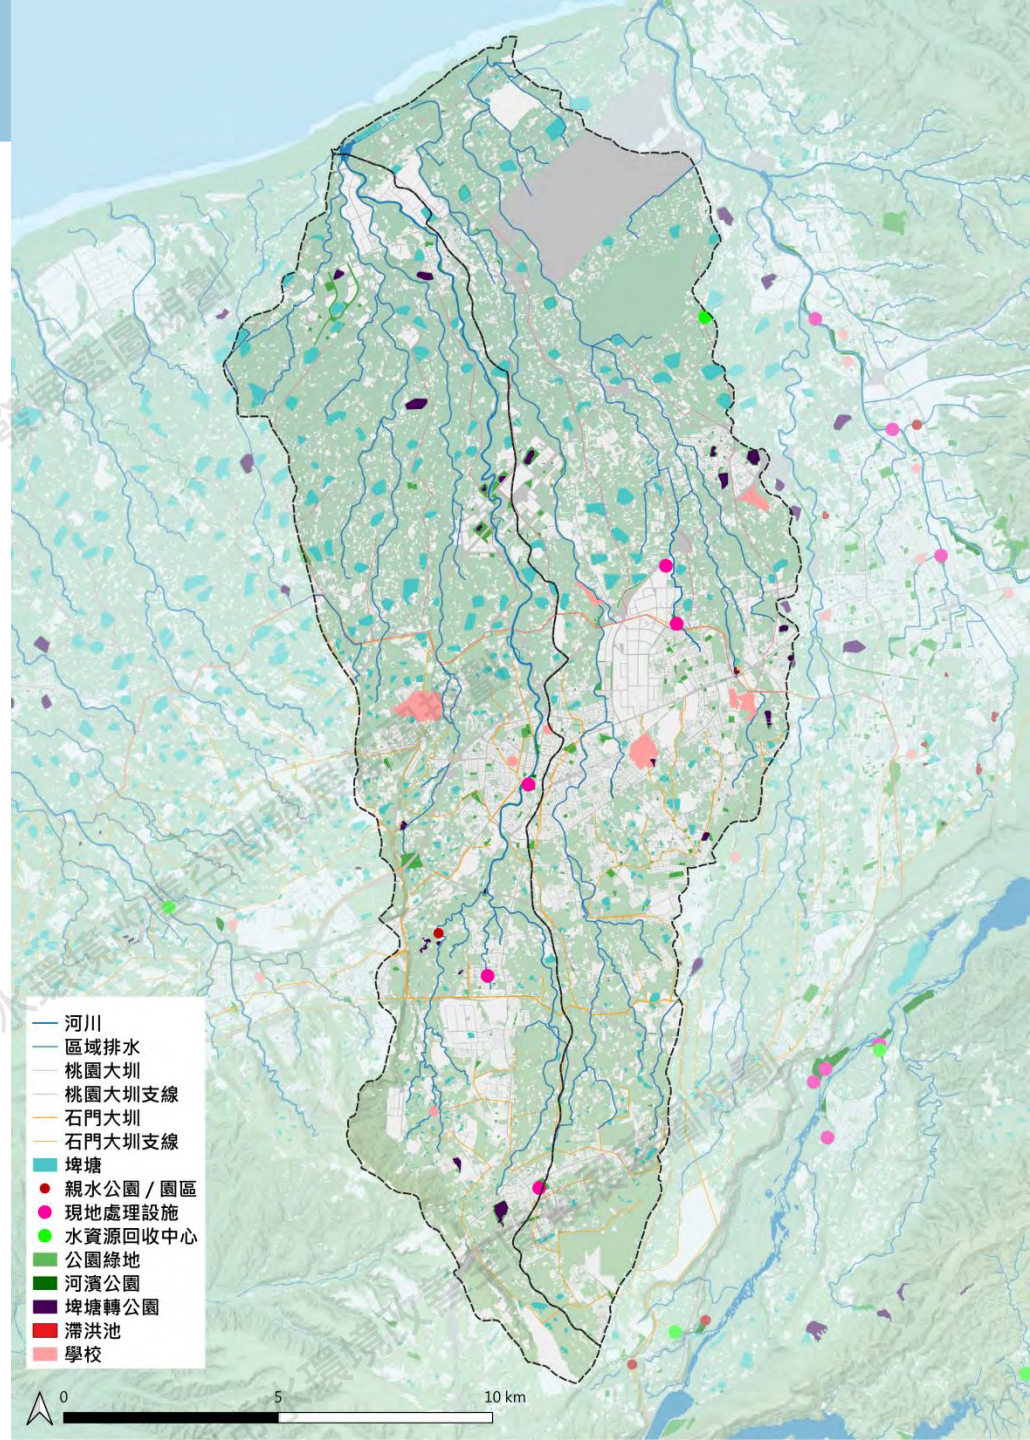 河川
區域排水
桃園大圳
桃園大圳支線
石門大圳
石門大圳支線
埤塘
親水公園 / 園區
現地處理設施
水資源回收中心
公園綠地
河濱公園
埤塘轉公園
滯洪池
學校
0 5 10 km